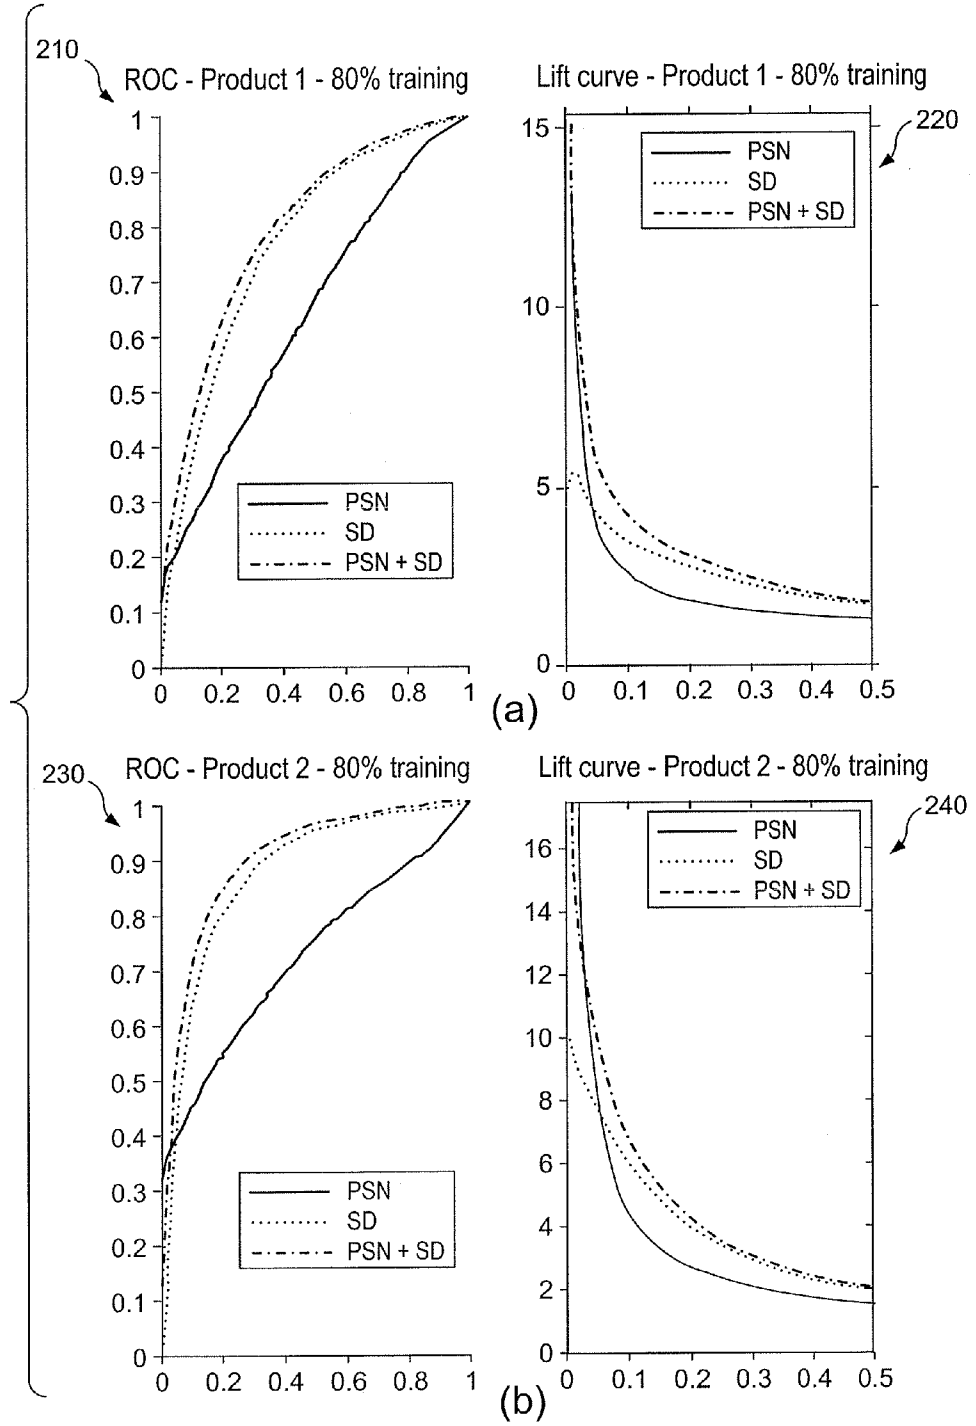 210
ROC - Product 1 - 80% training
1
0.9
0.8
0.7
0.6
0.5
0.4
0.3
0.2
0.1
0
PSN
SD
PSN + SD
0 0.2 0.4 0.6 0.8 1
Lift curve - Product 1 - 80% training
220
15
10
5
0
PSN
SD
PSN + SD
0 0.1 0.2 0.3 0.4 0.5
(a)
230
ROC - Product 2 - 80% training
1
0.9
0.8
0.7
0.6
0.5
0.4
0.3
0.2
0.1
0
PSN
SD
PSN + SD
0 0.2 0.4 0.6 0.8 1
Lift curve - Product 2 - 80% training
240
16
14
12
10
8
6
4
2
0
PSN
SD
PSN + SD
0 0.1 0.2 0.3 0.4 0.5
(b)